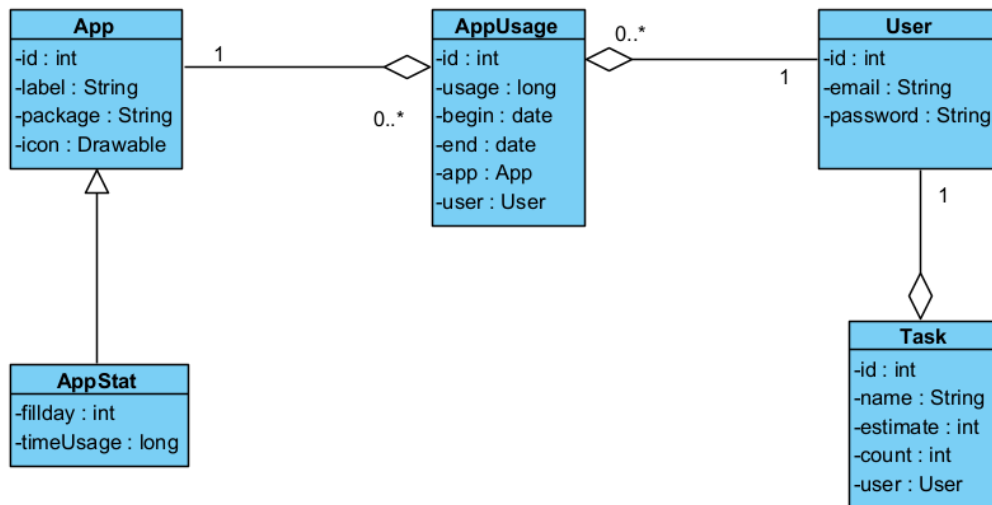 App
-id : int
-label : String
-package : String
-icon : Drawable
1
0..*
AppUsage
-id : int
-usage : long
-begin : date
-end : date
-app : App
-user : User
0..*
1
User
-id : int
-email : String
-password : String
1
AppStat
-fillday : int
-timeUsage : long
Task
-id : int
-name : String
-estimate : int
-count : int
-user : User